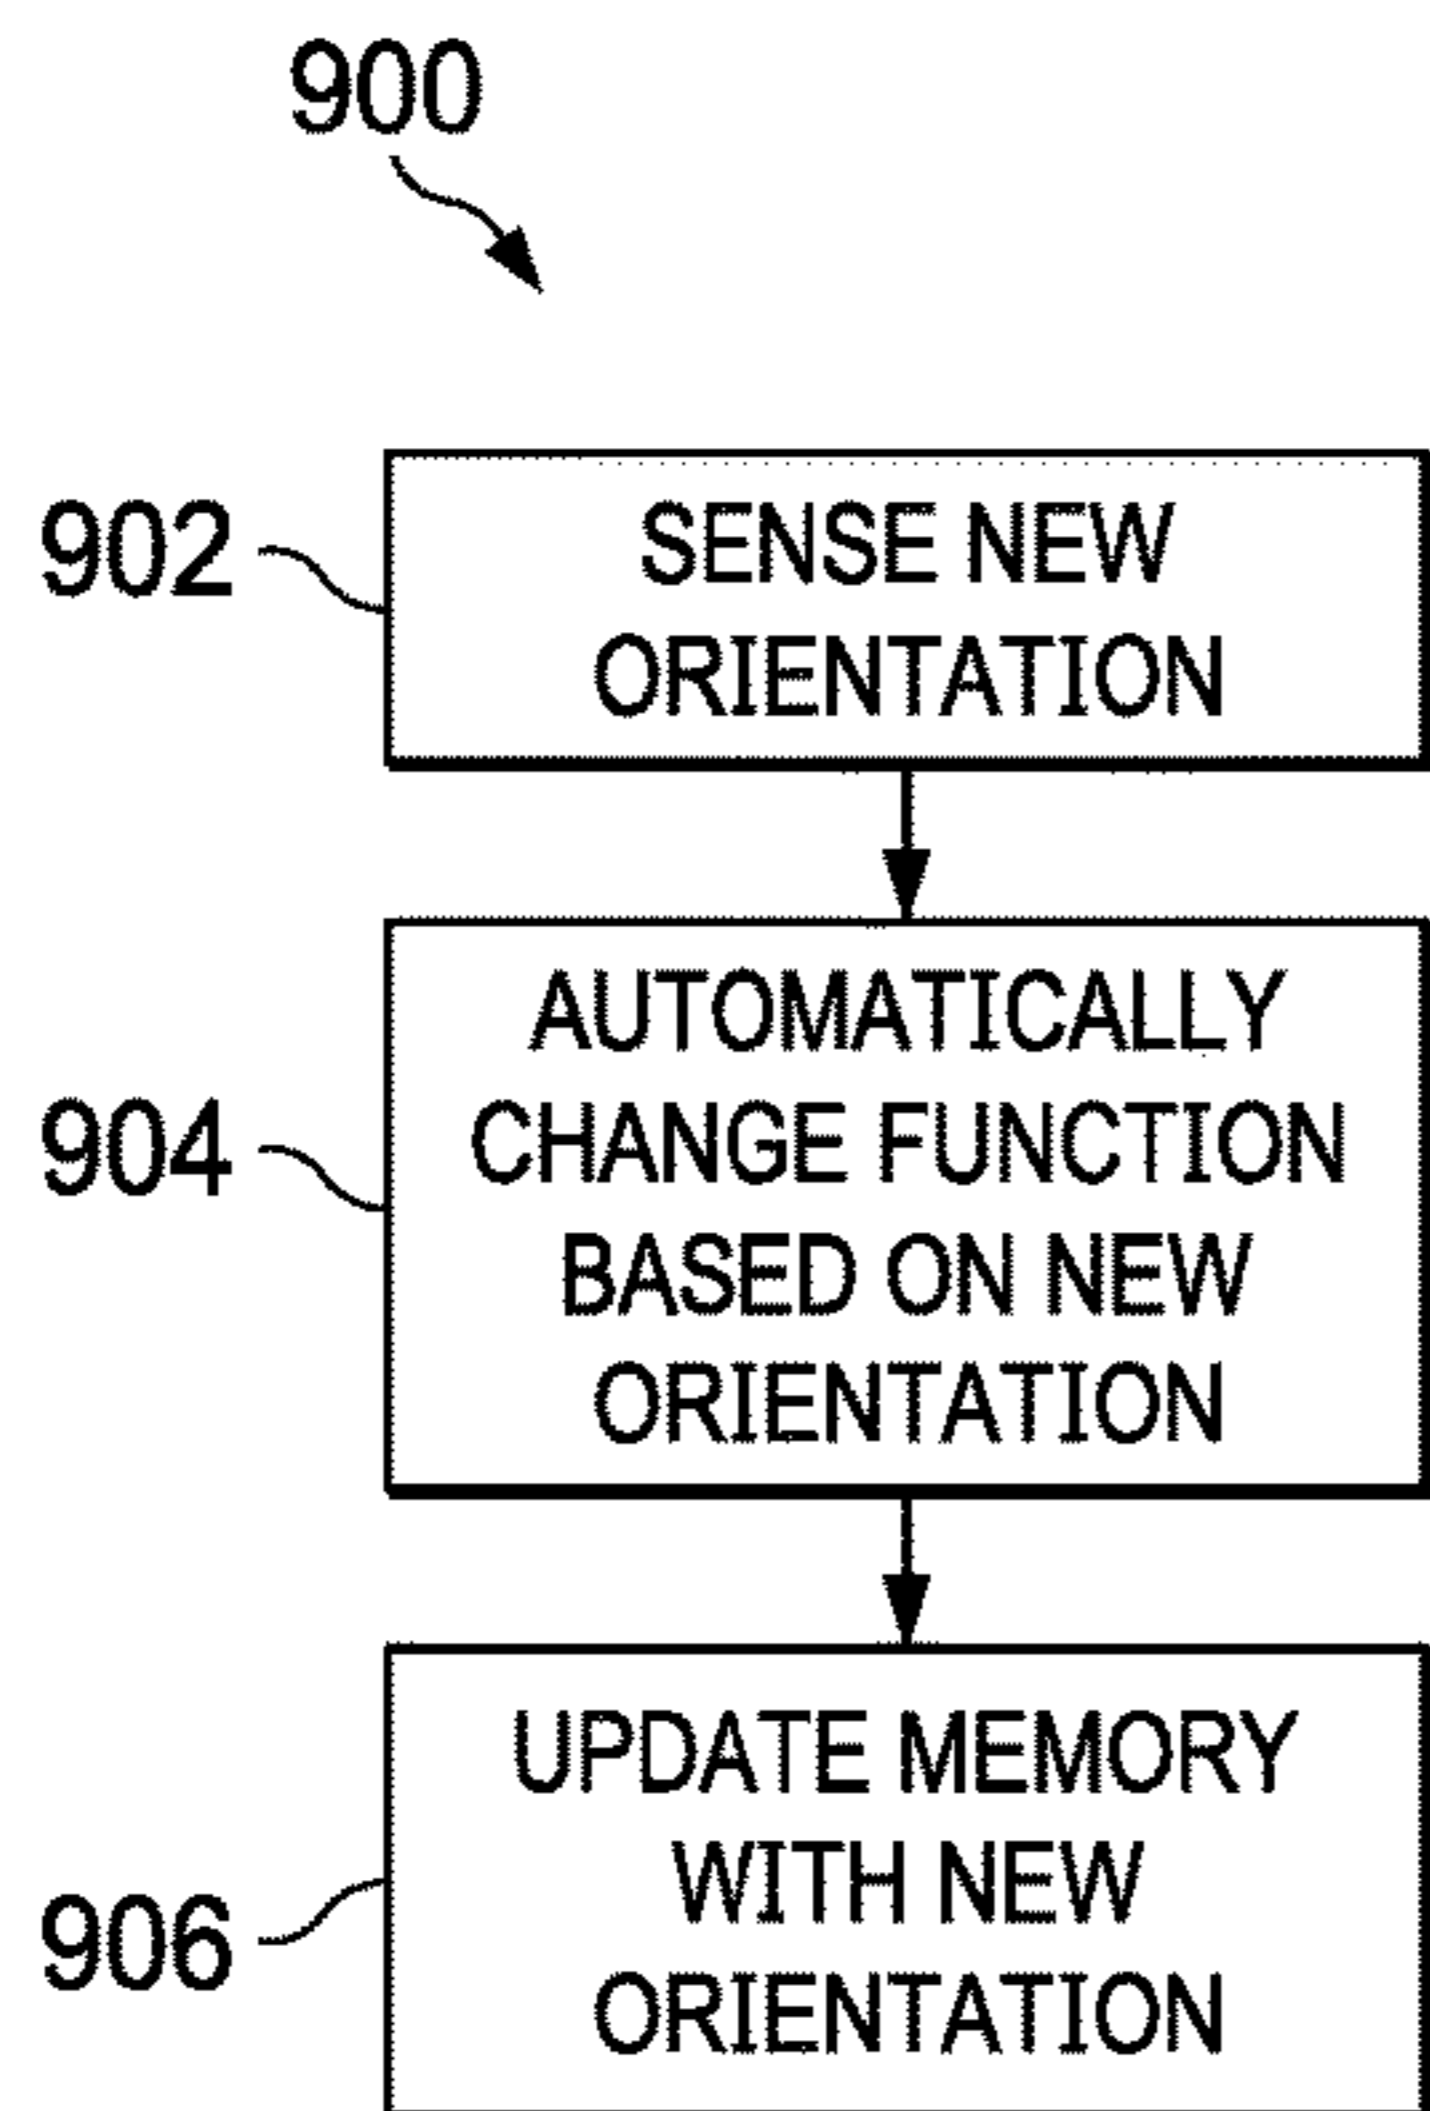 900
902
SENSE NEW
ORIENTATION
904
AUTOMATICALLY
CHANGE FUNCTION
BASED ON NEW
ORIENTATION
906
UPDATE MEMORY
WITH NEW
ORIENTATION